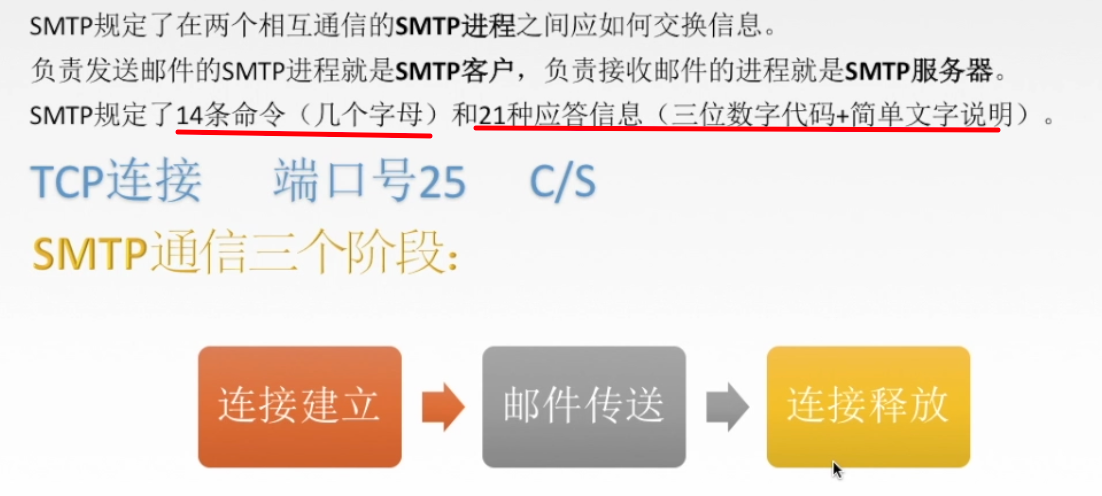 SMTP规定了在两个相互通信的SMTP进程之间应如何交换信息。
负责发送邮件的SMTP进程就是SMTP客户，负责接收邮件的进程就是SMTP服务器。
SMTP规定了14条命令（几个字母）和21种应答信息（三位数字代码+简单文字说明）。
TCP连接 端口号25 C/S
SMTP通信三个阶段:
连接建立 邮件传送 连接释放